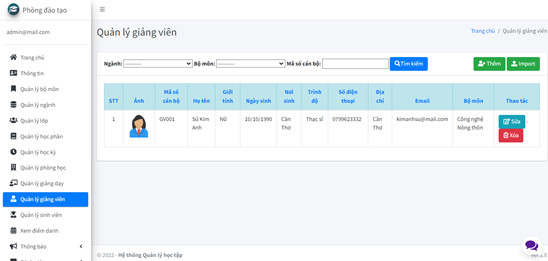 Phòng đào tạo
admin@mail.com
Trang chủ
Thông tin
Quản lý bộ môn
Quản lý ngành
Quản lý lớp
Quản lý học phần
Quản lý học kỳ
Quản lý phòng học
Quản lý giảng dạy
Quản lý giảng viên
Quản lý sinh viên
Xem điểm danh
Thông báo
Quản lý giảng viên
Trang chủ / Quản lý giảng viên
Ngành: --------- Bộ môn: --------- Mã số cán bộ: Tìm kiếm Thêm Import
STT Ảnh Mã số cán bộ Họ tên Giới tính Ngày sinh Nơi sinh Trình độ Số điện thoại Địa chỉ Email Bộ môn Thao tác
1 GV001 Sử Kim Anh Nữ 10/10/1990 Cần Thơ Thạc sĩ 0799623332 Cần Thơ kimanhsu@mail.com Công nghệ Nông thôn Sửa
Xóa
© 2022 - Hệ thống Quản lý học tập